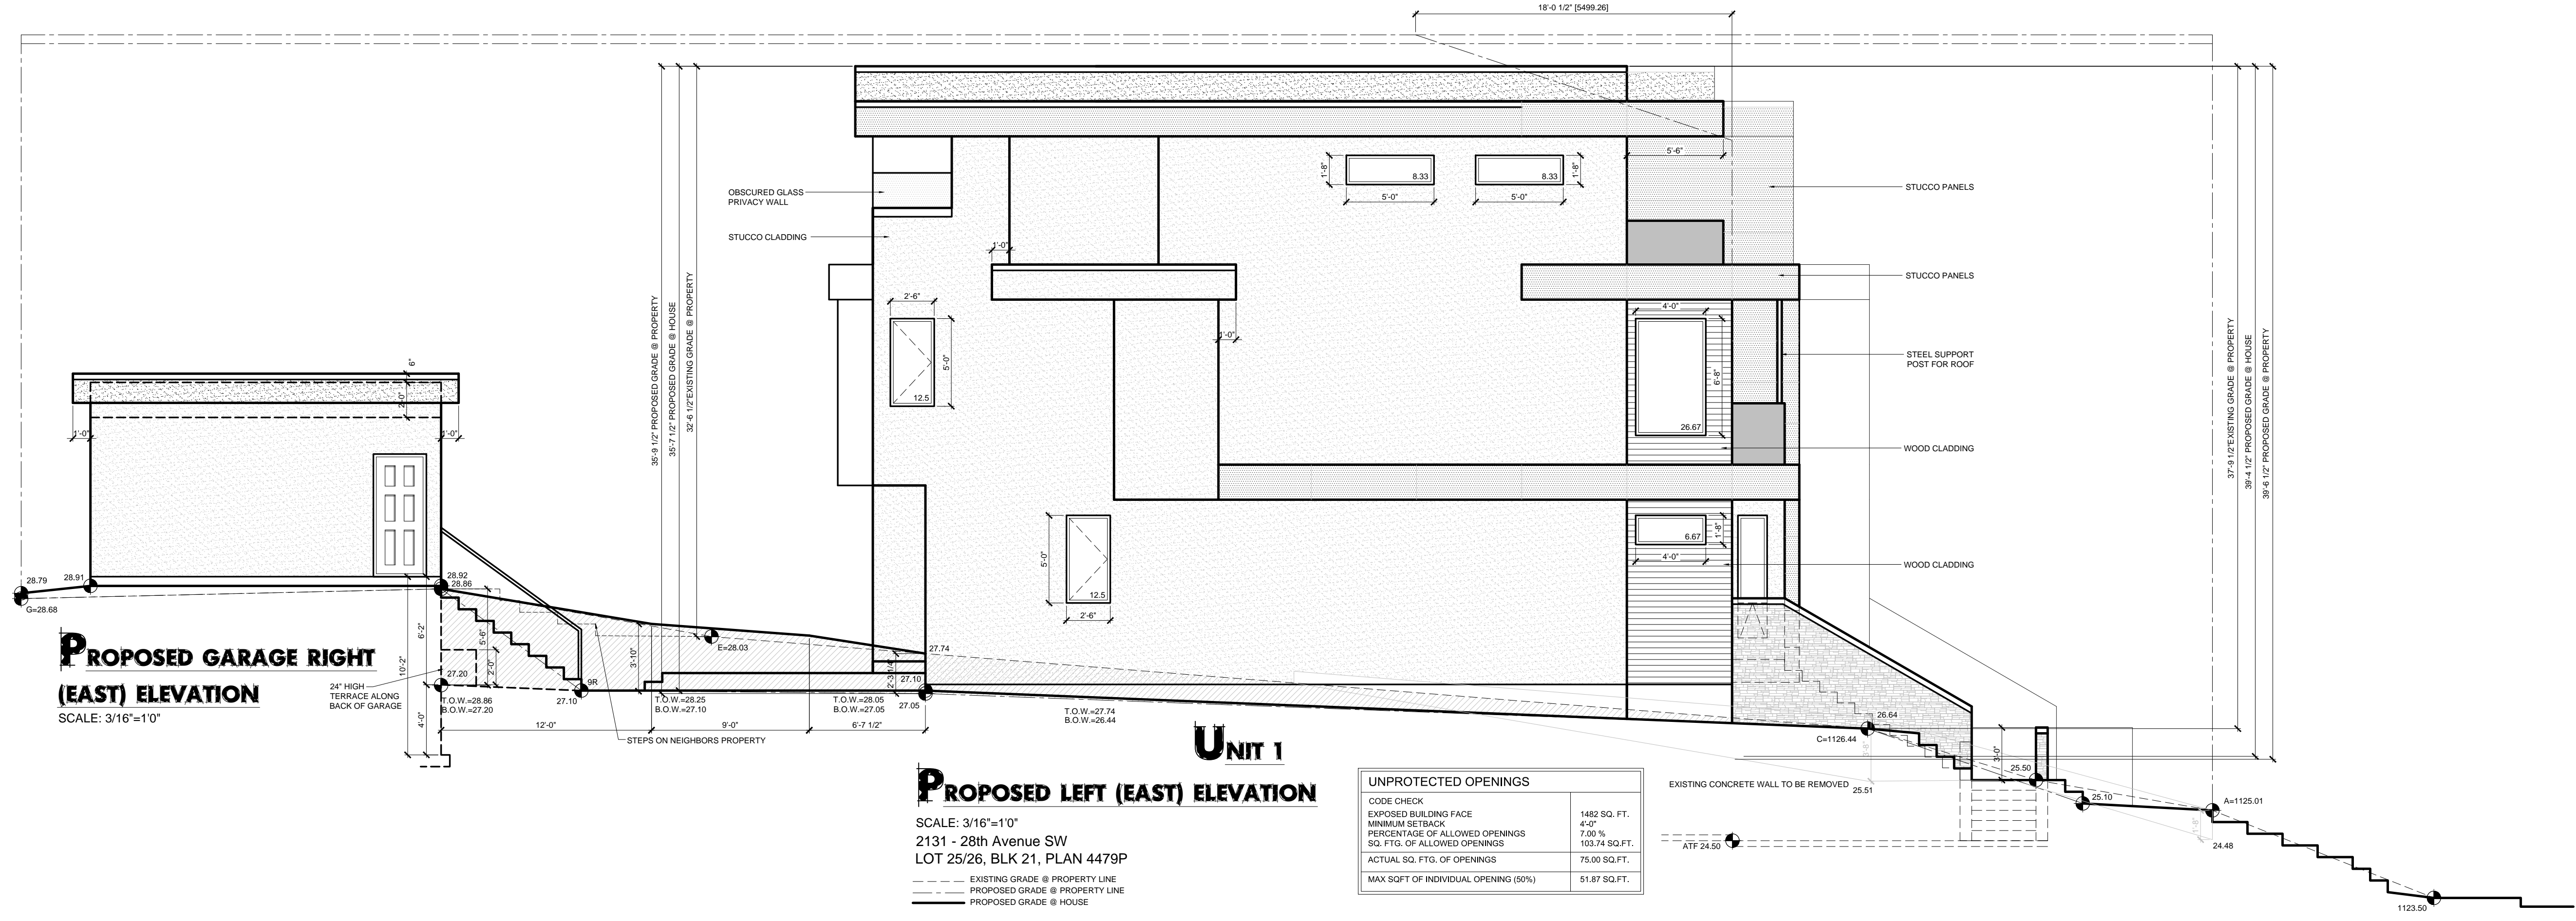 18'-0 1/2" [5499.26]
OBSCURED GLASS
PRIVACY WALL
STUCCO CLADDING
1'-8"
8.33
5'-0"
8.33
1'-8"
5'-0"
5'-6"
STUCCO PANELS
STUCCO PANELS
STEEL SUPPORT
POST FOR ROOF
WOOD CLADDING
WOOD CLADDING
35'-9 1/2" PROPOSED GRADE @ PROPERTY
35'-7 1/2" PROPOSED GRADE @ HOUSE
32'-6 1/2"EXISTING GRADE @ PROPERTY
37'-9 1/2"EXISTING GRADE @ PROPERTY
39'-4 1/2" PROPOSED GRADE @ HOUSE
39'-6 1/2" PROPOSED GRADE @ PROPERTY
1'-0"
1'-0"
2'-6"
5'-0"
12.5
4'-0"
6'-8"
26.67
5'-0"
12.5
2'-6"
6.67
1'-8"
4'-0"
6"
2'-0"
1'-0"
1'-0"
28.79
28.91
28.92
28.86
G=28.68
6'-2"
10'-2"
4'-0"
5'-6"
2'-0"
27.20
24" HIGH
TERRACE ALONG
BACK OF GARAGE
T.O.W.=28.86
B.O.W.=27.20
27.10
9R
3'-10"
E=28.03
T.O.W.=28.25
B.O.W.=27.10
T.O.W.=28.05
B.O.W.=27.05
2'-3 1/4"
27.74
27.10
27.05
12'-0"
9'-0"
6'-7 1/2"
STEPS ON NEIGHBORS PROPERTY
T.O.W.=27.74
B.O.W.=26.44
26.64
C=1126.44
3'-8"
25.51
3'-0"
25.50
25.10
A=1125.01
1'-8"
24.48
1123.50
EXISTING CONCRETE WALL TO BE REMOVED
ATF 24.50
PROPOSED GARAGE RIGHT
(EAST) ELEVATION
SCALE: 3/16"=1'0"
UNIT 1
PROPOSED LEFT (EAST) ELEVATION
SCALE: 3/16"=1'0"
2131 - 28th Avenue SW
LOT 25/26, BLK 21, PLAN 4479P
EXISTING GRADE @ PROPERTY LINE
PROPOSED GRADE @ PROPERTY LINE
PROPOSED GRADE @ HOUSE
UNPROTECTED OPENINGS
CODE CHECK
EXPOSED BUILDING FACE 1482 SQ. FT.
MINIMUM SETBACK 4'-0"
PERCENTAGE OF ALLOWED OPENINGS 7.00 %
SQ. FTG. OF ALLOWED OPENINGS 103.74 SQ.FT.
ACTUAL SQ. FTG. OF OPENINGS 75.00 SQ.FT.
MAX SQFT OF INDIVIDUAL OPENING (50%) 51.87 SQ.FT.